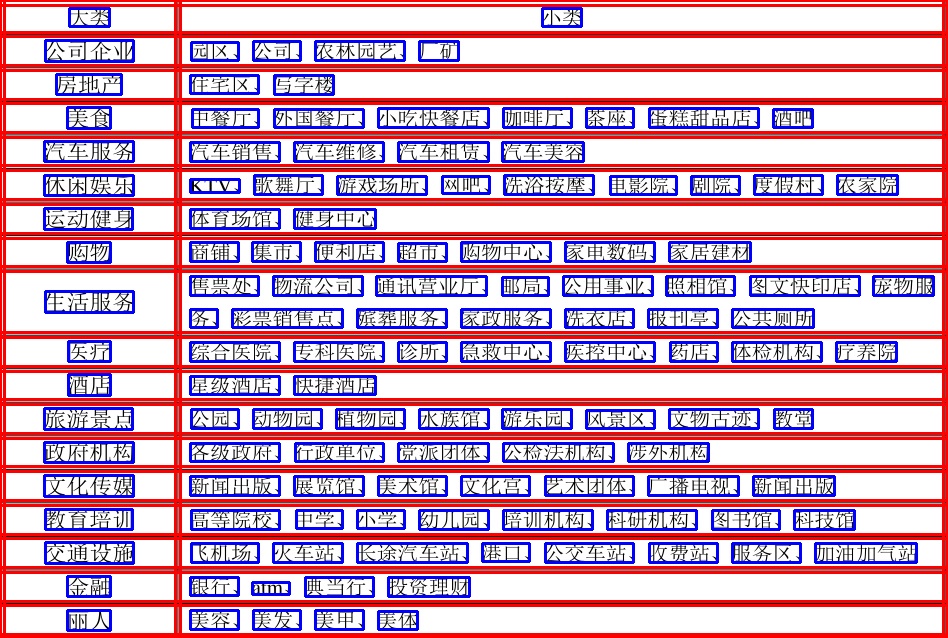 大类 小类
公司企业 园区、 公司、 农林园艺、 厂矿
房地产 住宅区、 写字楼
美食 中餐厅、 外国餐厅、 小吃快餐店、 咖啡厅、 茶座、 蛋糕甜品店、 酒吧
汽车服务 汽车销售、 汽车维修、 汽车租赁、 汽车美容
休闲娱乐 KTV、 歌舞厅、 游戏场所、 网吧、 洗浴按摩、 电影院、 剧院、 度假村、 农家院
运动健身 体育场馆、 健身中心
购物 商铺、 集市、 便利店、 超市、 购物中心、 家电数码、 家居建材
生活服务 售票处、 物流公司、 通讯营业厅、 邮局、 公用事业、 照相馆、 图文快印店、 宠物服
务、 彩票销售点、 殡葬服务、 家政服务、 洗衣店、 报刊亭、 公共厕所
医疗 综合医院、 专科医院、 诊所、 急救中心、 疾控中心、 药店、 体检机构、 疗养院
酒店 星级酒店、 快捷酒店
旅游景点 公园、 动物园、 植物园、 水族馆、 游乐园、 风景区、 文物古迹、 教堂
政府机构 各级政府、 行政单位、 党派团体、 公检法机构、 涉外机构
文化传媒 新闻出版、 展览馆、 美术馆、 文化宫、 艺术团体、 广播电视、 新闻出版
教育培训 高等院校、 中学、 小学、 幼儿园、 培训机构、 科研机构、 图书馆、 科技馆
交通设施 飞机场、 火车站、 长途汽车站、 港口、 公交车站、 收费站、 服务区、 加油加气站
金融 银行、 atm、 典当行、 投资理财
丽人 美容、 美发、 美甲、 美体